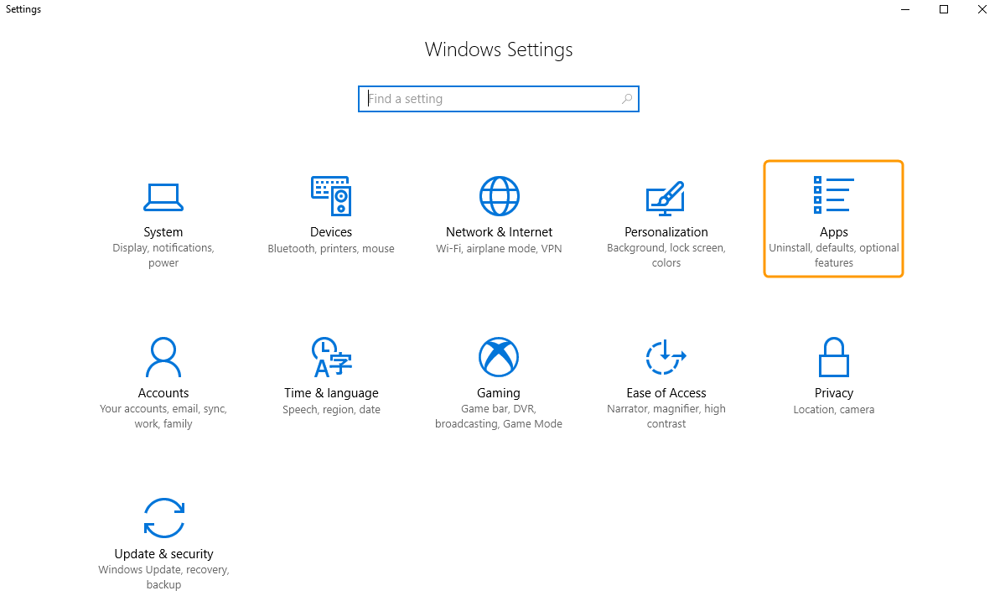 Settings
Windows Settings
Find a setting
System
Display, notifications,
power
Devices
Bluetooth, printers, mouse
Network & Internet
Wi-Fi, airplane mode, VPN
Personalization
Background, lock screen,
colors
Apps
Uninstall, defaults, optional
features
Accounts
Your accounts, email, sync,
work, family
A字
Time & language
Speech, region, date
Gaming
Game bar, DVR,
broadcasting, Game Mode
Ease of Access
Narrator, magnifier, high
contrast
Privacy
Location, camera
Update & security
Windows Update, recovery,
backup